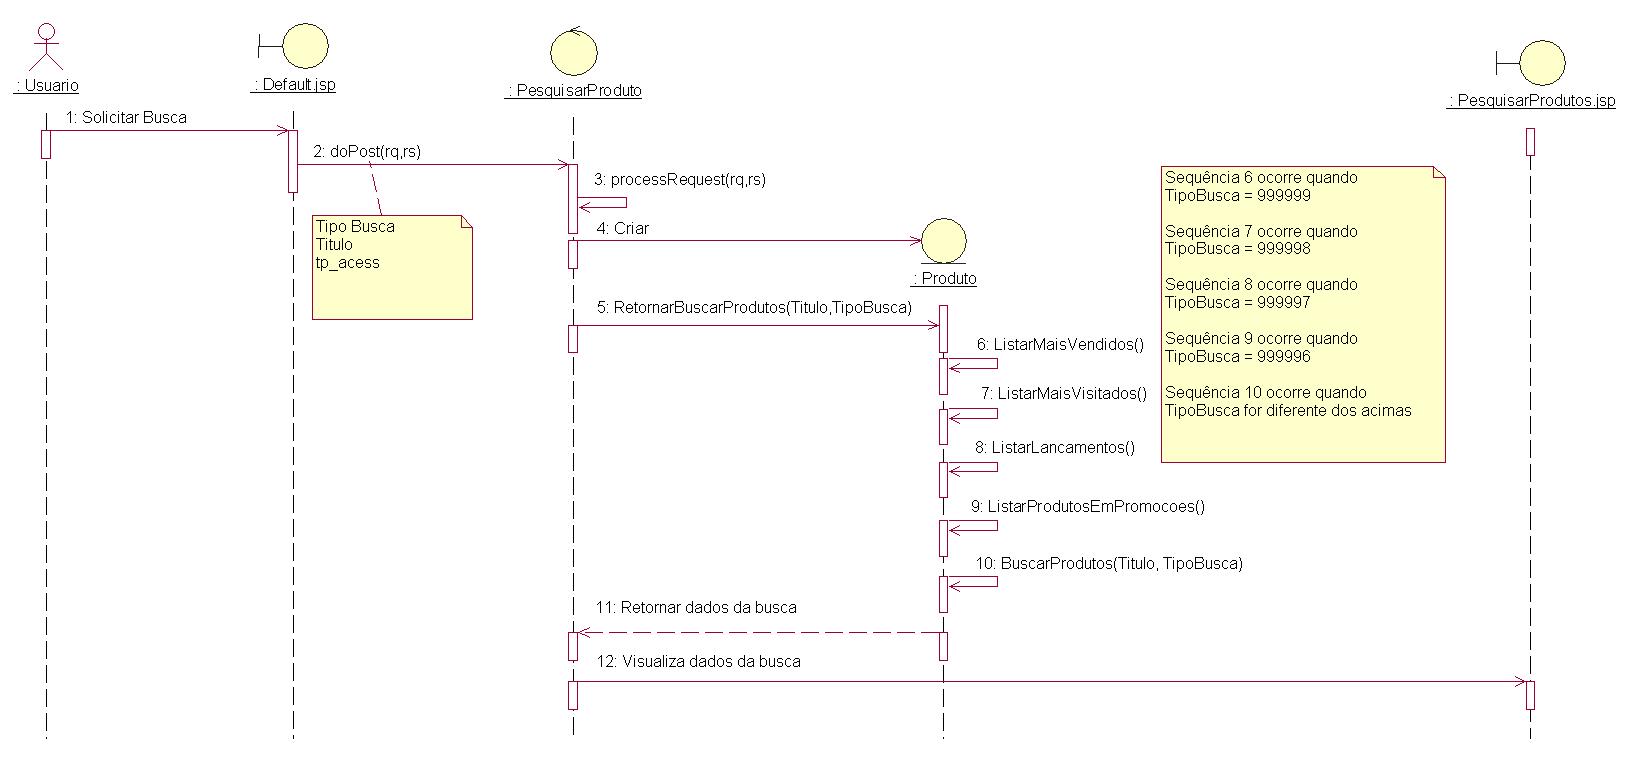 : Usuario
: Default.jsp
: PesquisarProduto
: PesquisarProdutos.jsp
1: Solicitar Busca
2: doPost(rq,rs)
3: processRequest(rq,rs)
Tipo Busca
Titulo
tp_acess
4: Criar
: Produto
5: RetornarBuscarProdutos(Titulo,TipoBusca)
6: ListarMaisVendidos()
7: ListarMaisVisitados()
8: ListarLancamentos()
9: ListarProdutosEmPromocoes()
10: BuscarProdutos(Titulo, TipoBusca)
11: Retornar dados da busca
12: Visualiza dados da busca
Sequência 6 ocorre quando
TipoBusca = 999999
Sequência 7 ocorre quando
TipoBusca = 999998
Sequência 8 ocorre quando
TipoBusca = 999997
Sequência 9 ocorre quando
TipoBusca = 999996
Sequência 10 ocorre quando
TipoBusca for diferente dos acimas